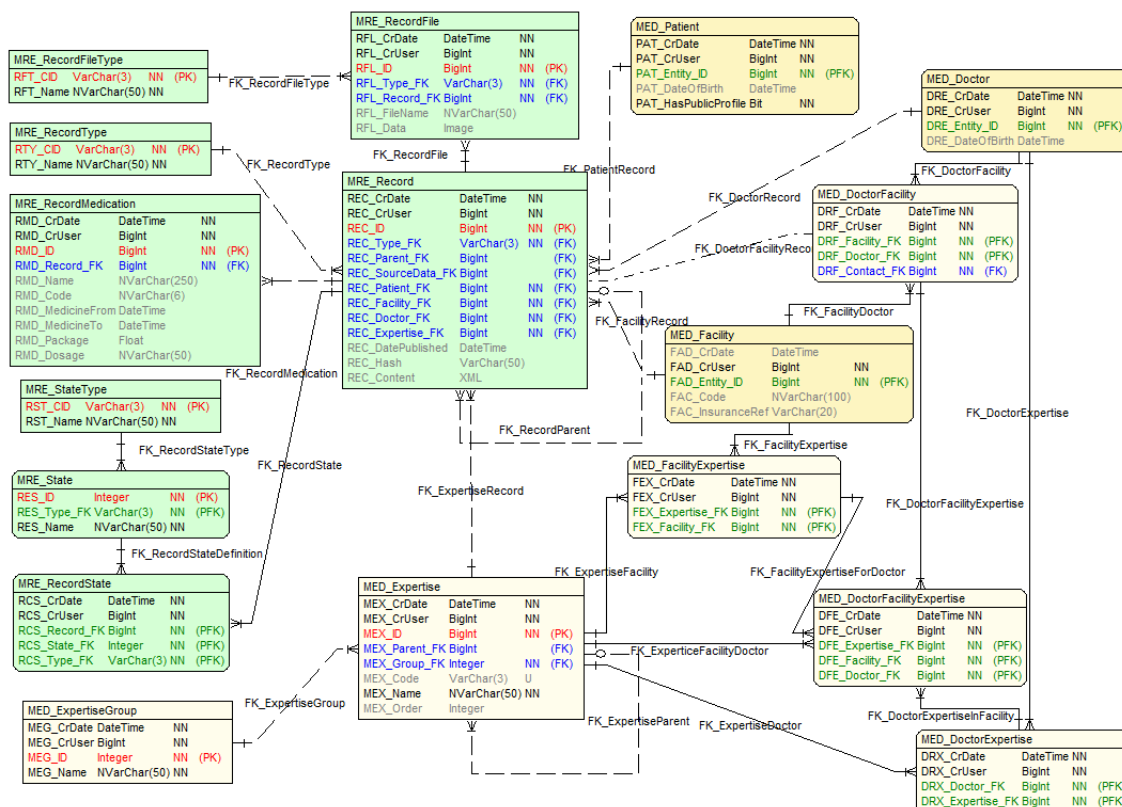 MRE_RecordFile
RFL_CrDate DateTime NN
RFL_CrUser BigInt NN
RFL_ID BigInt NN (PK)
RFL_Type_FK VarChar(3) NN (FK)
RFL_Record_FK BigInt NN (FK)
RFL_FileName NVarChar(50)
RFL_Data Image
MED_Patient
PAT_CrDate DateTime NN
PAT_CrUser BigInt NN
PAT_Entity_ID BigInt NN (PFK)
PAT_DateOfBirth DateTime
PAT_HasPublicProfile Bit NN
MRE_RecordFileType
RFT_CID VarChar(3) NN (PK)
RFT_Name NVarChar(50) NN
FK_RecordFileType
MED_Doctor
DRE_CrDate DateTime NN
DRE_CrUser BigInt NN
DRE_Entity_ID BigInt NN (PFK)
DRE_DateOfBirth DateTime
MRE_RecordType
RTY_CID VarChar(3) NN (PK)
RTY_Name NVarChar(50) NN
FK_RecordType
FK_RecordFile
FK_PatientRecord
FK_DoctorFacility
FK_DoctorRecord
FK_DoctorFacilityReco
MRE_Record
REC_CrDate DateTime NN
REC_CrUser BigInt NN
REC_ID BigInt NN (PK)
REC_Type_FK VarChar(3) NN (FK)
REC_Parent_FK BigInt (FK)
REC_SourceData_FK BigInt (FK)
REC_Patient_FK BigInt NN (FK)
REC_Facility_FK BigInt NN (FK)
REC_Doctor_FK BigInt NN (FK)
REC_Expertise_FK BigInt NN (FK)
REC_DatePublished DateTime
REC_Hash VarChar(50)
REC_Content XML
MED_DoctorFacility
DRF_CrDate DateTime NN
DRF_CrUser BigInt NN
DRF_Facility_FK BigInt NN (PFK)
DRF_Doctor_FK BigInt NN (PFK)
DRF_Contact_FK BigInt NN (FK)
MRE_RecordMedication
RMD_CrDate DateTime NN
RMD_CrUser BigInt NN
RMD_ID BigInt NN (PK)
RMD_Record_FK BigInt NN (FK)
RMD_Name NVarChar(250)
RMD_Code NVarChar(6)
RMD_MedicineFrom DateTime
RMD_MedicineTo DateTime
RMD_Package Float
RMD_Dosage NVarChar(50)
FK_FacilityDoctor
FK_FacilityRecord
MED_Facility
FAD_CrDate DateTime
FAD_CrUser BigInt NN
FAD_Entity_ID BigInt NN (PFK)
FAC_Code NVarChar(100)
FAC_InsuranceRef VarChar(20)
FK_RecordMedication
MRE_StateType
RST_CID VarChar(3) NN (PK)
RST_Name NVarChar(50) NN
FK_RecordParent
FK_DoctorExpertise
FK_RecordStateType
FK_RecordState
FK_FacilityExpertise
MRE_State
RES_ID Integer NN (PK)
RES_Type_FK VarChar(3) NN (PFK)
RES_Name NVarChar(50) NN
FK_ExpertiseRecord
MED_FacilityExpertise
FEX_CrDate DateTime NN
FEX_CrUser BigInt NN
FEX_Expertise_FK BigInt NN (PFK)
FEX_Facility_FK BigInt NN (PFK)
FK_DoctorFacilityExpertise
FK_RecordStateDefinition
FK_ExpertiseFacility
FK_FacilityExpertiseForDoctor
MRE_RecordState
RCS_CrDate DateTime NN
RCS_CrUser BigInt NN
RCS_Record_FK BigInt NN (PFK)
RCS_State_FK Integer NN (PFK)
RCS_Type_FK VarChar(3) NN (PFK)
MED_Expertise
MEX_CrDate DateTime NN
MEX_CrUser BigInt NN
MEX_ID BigInt NN (PK)
MEX_Parent_FK BigInt (FK)
MEX_Group_FK Integer NN (FK)
MEX_Code VarChar(3) U
MEX_Name NVarChar(50) NN
MEX_Order Integer
MED_DoctorFacilityExpertise
DFE_CrDate DateTime NN
DFE_CrUser BigInt NN
DFE_Expertise_FK BigInt NN (PFK)
DFE_Facility_FK BigInt NN (PFK)
DFE_Doctor_FK BigInt NN (PFK)
FK_ExperticeFacilityDoctor
FK_ExpertiseGroup
FK_ExpertiseParent
FK_ExpertiseDoctor
FK_DoctorExpertiseInFacility
MED_ExpertiseGroup
MEG_CrDate DateTime NN
MEG_CrUser BigInt NN
MEG_ID Integer NN (PK)
MEG_Name NVarChar(50) NN
MED_DoctorExpertise
DRX_CrDate DateTime NN
DRX_CrUser BigInt NN
DRX_Doctor_FK BigInt NN (PFK)
DRX_Expertise_FK BigInt NN (PFK)